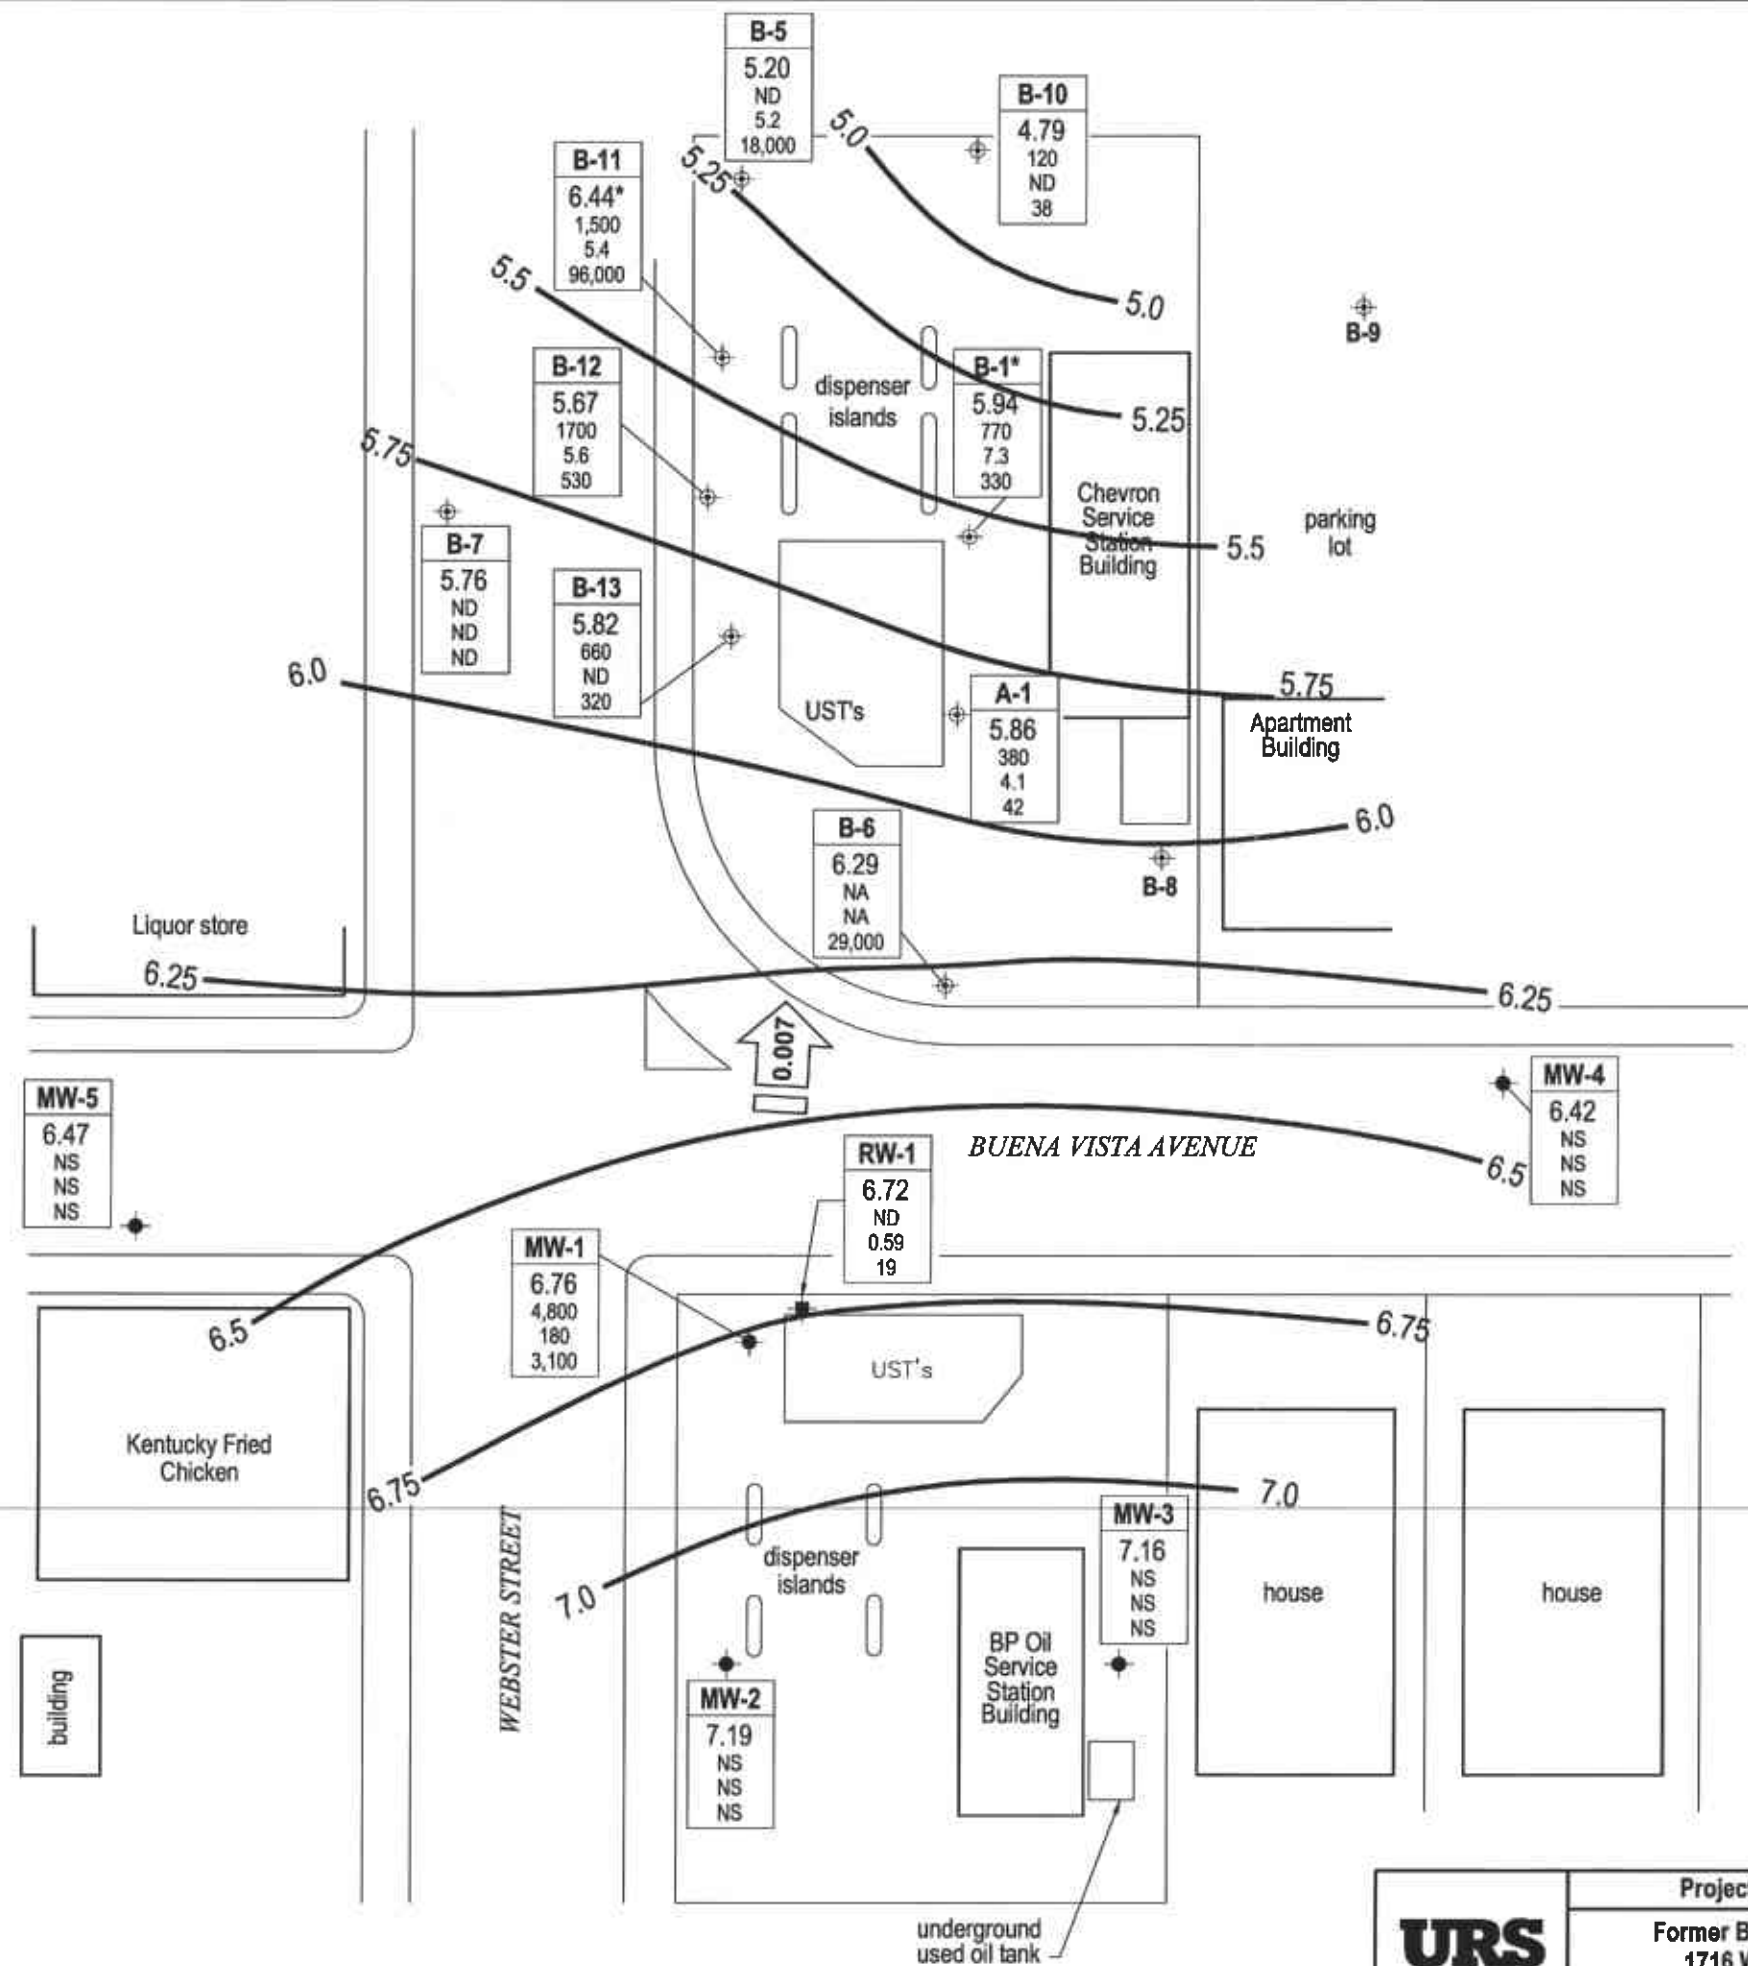 B-5
5.20
ND
5.2
18,000
B-10
4.79
120
ND
38
5.0
5.25
B-11
6.44*
1,500
5.4
96,000
5.5
5.0
B-9
B-12
5.67
1700
5.6
530
dispenser
islands
B-1*
5.94
770
7.3
330
5.25
5.75
Chevron
Service
Station
Building
parking
lot
5.5
B-7
5.76
ND
ND
ND
B-13
5.82
660
ND
320
6.0
UST's
A-1
5.86
380
4.1
42
5.75
Apartment
Building
6.0
B-6
6.29
NA
NA
29,000
B-8
Liquor store
6.25
6.25
0.007
MW-5
6.47
NS
NS
NS
MW-4
6.42
NS
NS
NS
BUENA VISTA AVENUE
6.5
RW-1
6.72
ND
0.59
19
MW-1
6.76
4,800
180
3,100
6.5
6.75
UST's
Kentucky Fried
Chicken
6.75
7.0
WEBSTER STREET
MW-3
7.16
NS
NS
NS
dispenser
islands
7.0
house
house
BP Oil
Service
Station
Building
building
MW-2
7.19
NS
NS
NS
underground
used oil tank
URS
Projec
Former B
1716 W